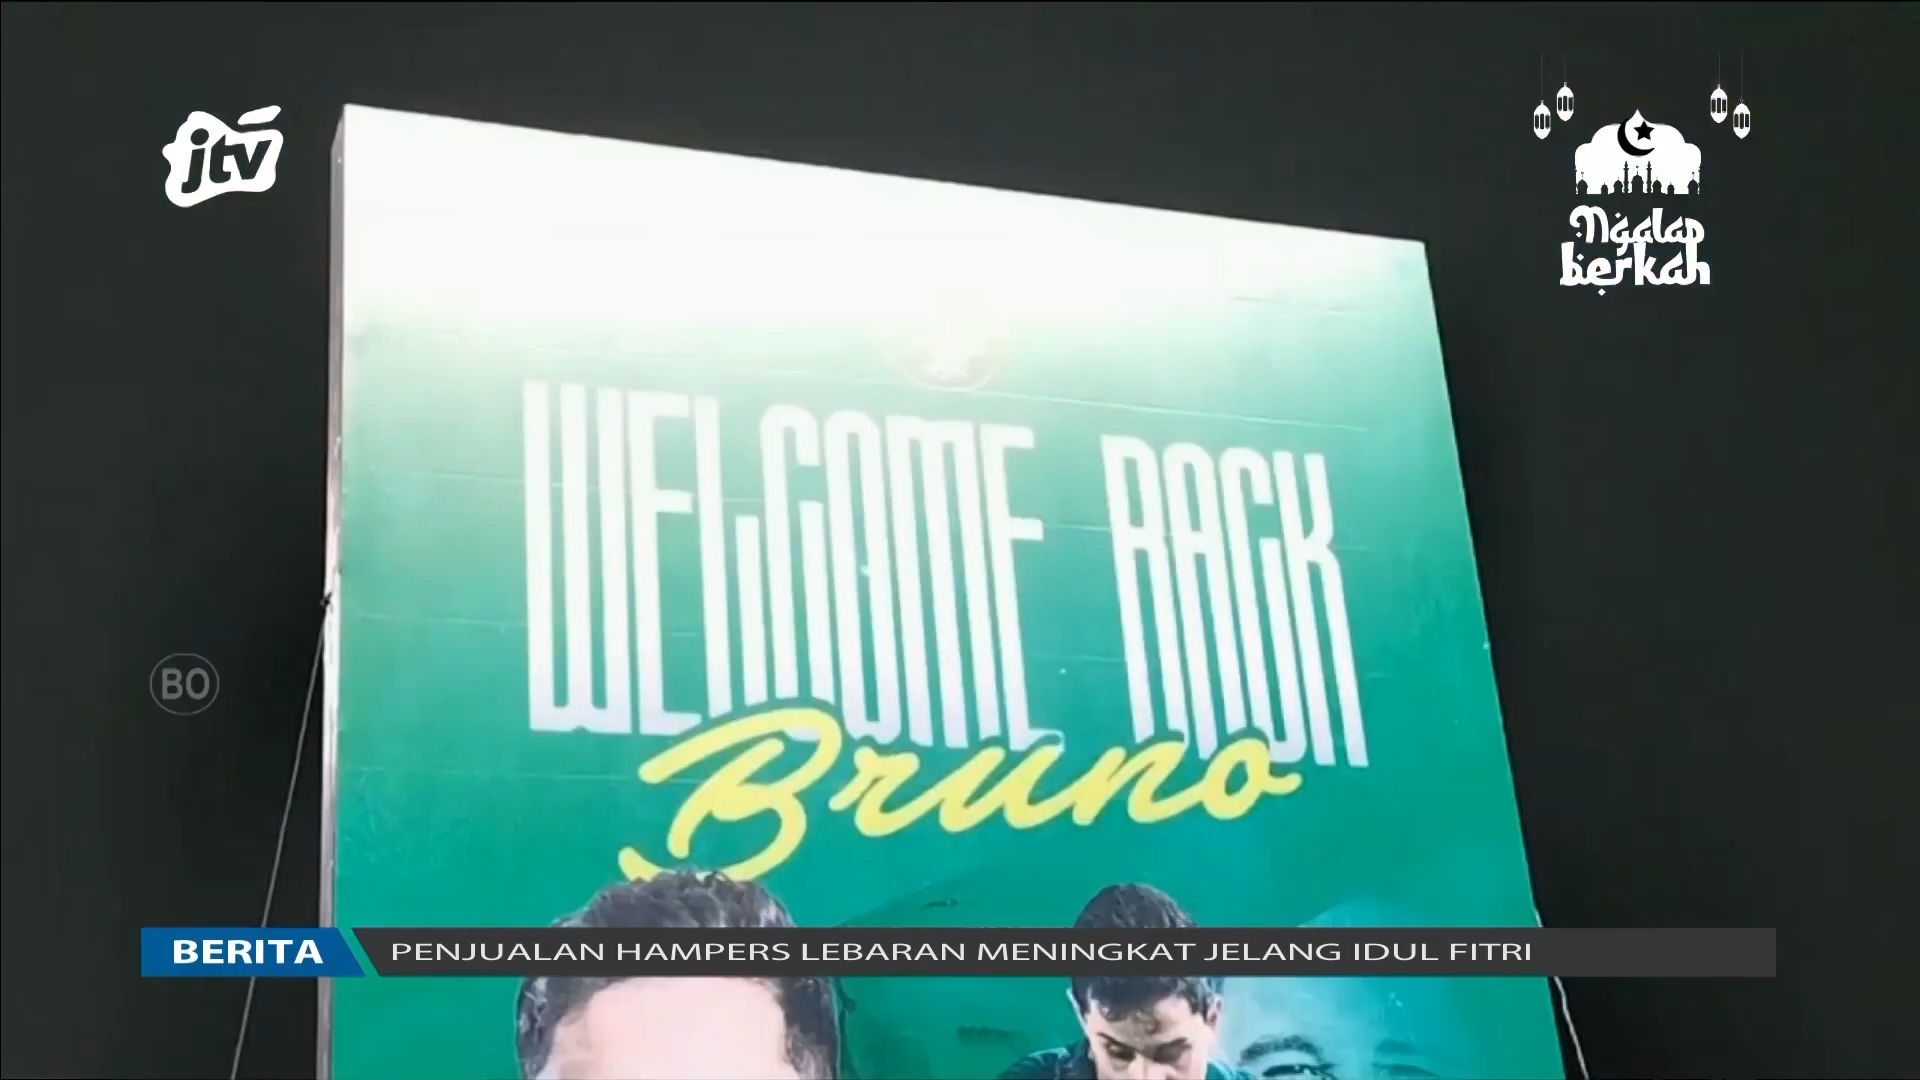 jtv
Ngalap
berkah
WELCOME BACK
Bruno
BO
BERITA
PENJUALAN HAMPERS LEBARAN MENINGKAT JELANG IDUL FITRI